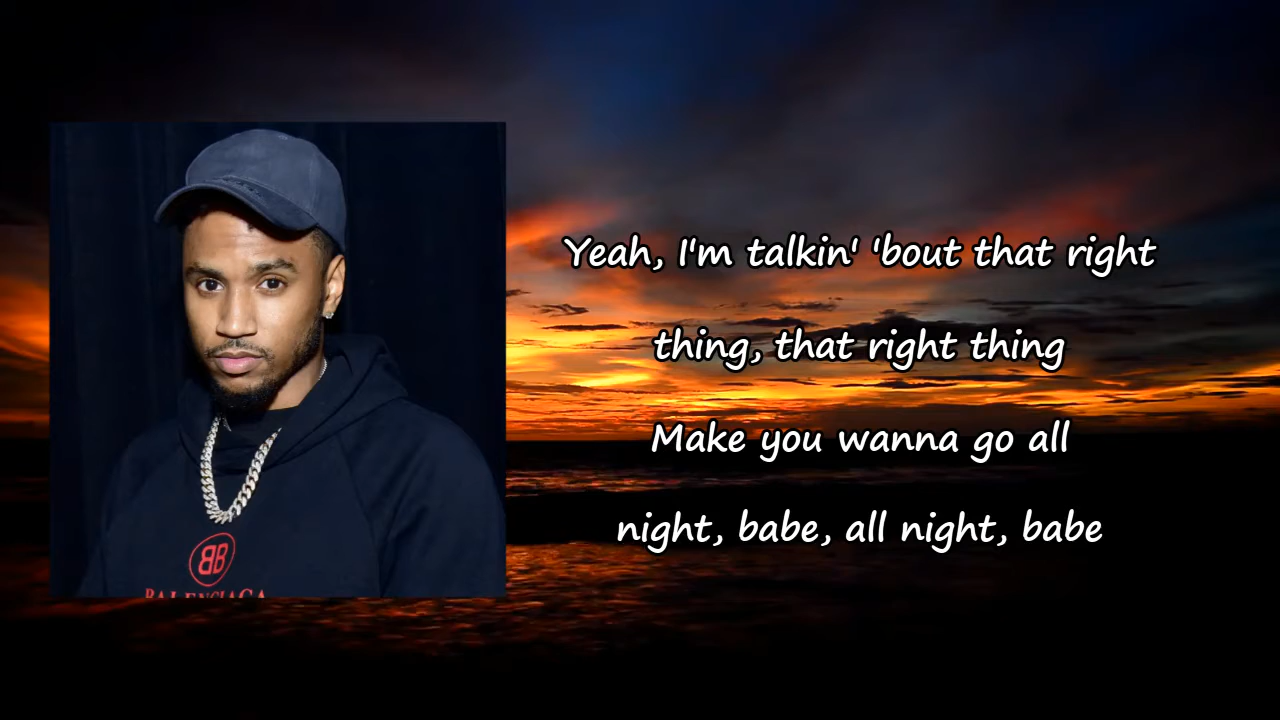 Yeah, I'm talkin' 'bout that right
thing, that right thing
Make you wanna go all
night, babe, all night, babe
BB
BALENCIAGA